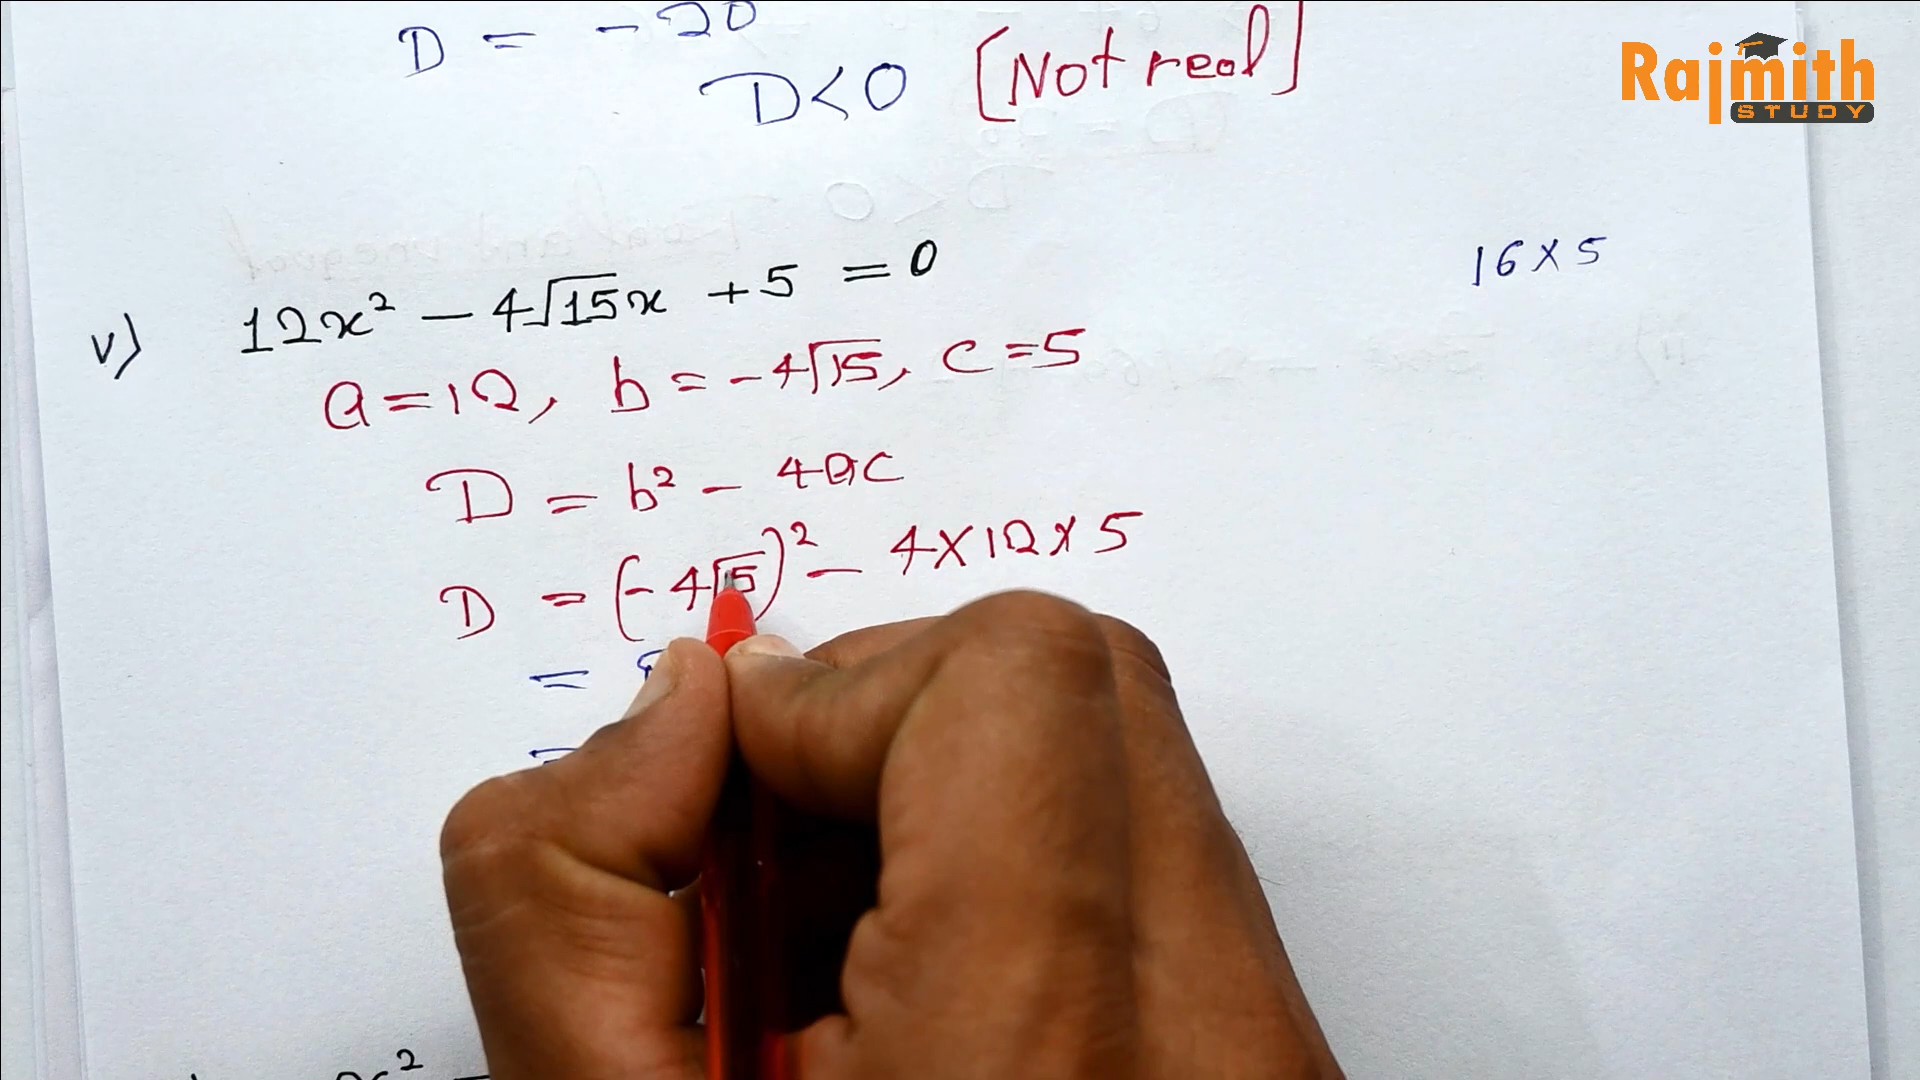 D = -20
D<0 [Not real]
Rajmith
STUDY
16×5
v) 12x² - 4√15x + 5 = 0
a=12, b=-4√15, c=5
D = b² - 4ac
D = (-4√5)² - 4×12×5
=
=